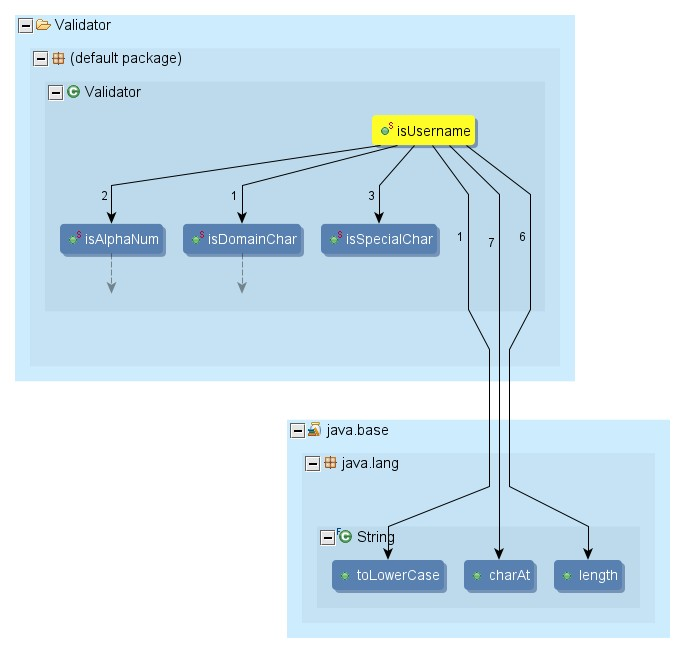 Validator
(default package)
Validator
isUsername
2
1
3
isAlphaNum
isDomainChar
isSpecialChar
1
7
6
java.base
java.lang
String
toLowerCase
charAt
length